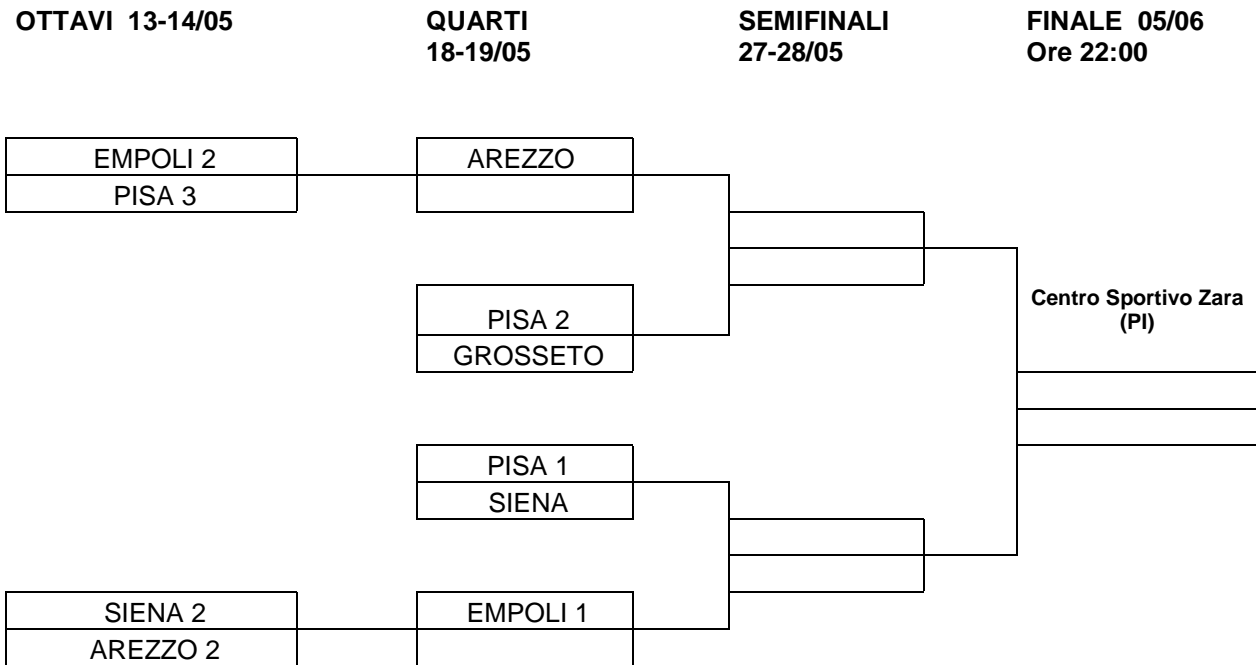 OTTAVI 13-14/05
QUARTI
18-19/05
SEMIFINALI
27-28/05
FINALE 05/06
Ore 22:00
EMPOLI 2
PISA 3
AREZZO
PISA 2
GROSSETO
Centro Sportivo Zara
(PI)
PISA 1
SIENA
SIENA 2
AREZZO 2
EMPOLI 1